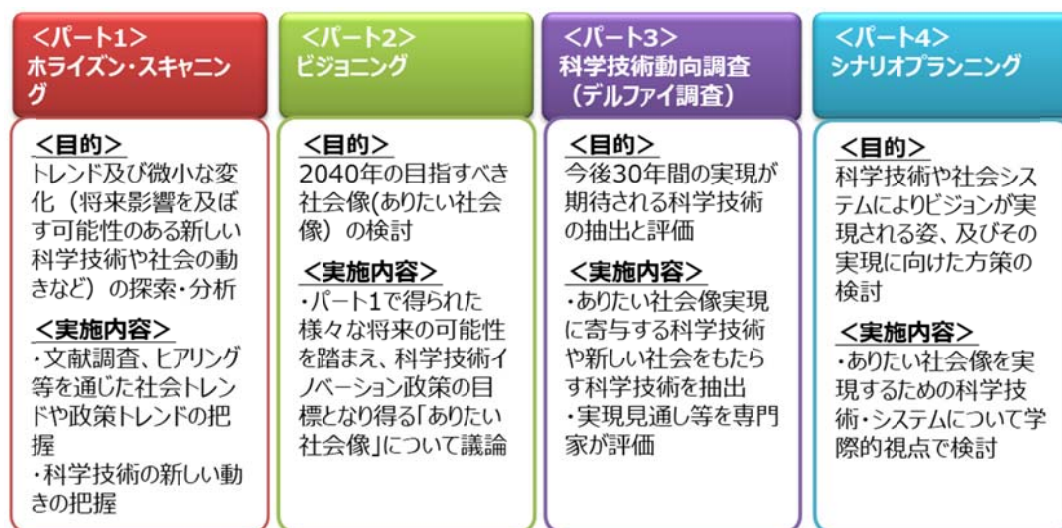 <パート1>
ホライズン・スキャニン
グ
<目的>
トレンド及び微小な変
化（将来影響を及ぼ
す可能性のある新しい
科学技術や社会の動
きなど）の探索・分析
<実施内容>
・文献調査、ヒアリング
等を通じた社会トレン
ドや政策トレンドの把
握
・科学技術の新しい動
きの把握
<パート2>
ビジョニング
<目的>
2040年の目指すべき
社会像(ありたい社会
像）の検討
<実施内容>
・パート1で得られた
様々な将来の可能性
を踏まえ、科学技術イ
ノベーション政策の目
標となり得る「ありたい
社会像」について議論
<パート3>
科学技術動向調査
（デルファイ調査）
<目的>
今後30年間の実現が
期待される科学技術
の抽出と評価
<実施内容>
・ありたい社会像実現
に寄与する科学技術
や新しい社会をもたら
す科学技術を抽出
・実現見通し等を専門
家が評価
<パート4>
シナリオプランニング
<目的>
科学技術や社会シス
テムによりビジョンが実
現される姿、及びその
実現に向けた方策の
検討
<実施内容>
・ありたい社会像を実
現するための科学技
術・システムについて学
際的視点で検討